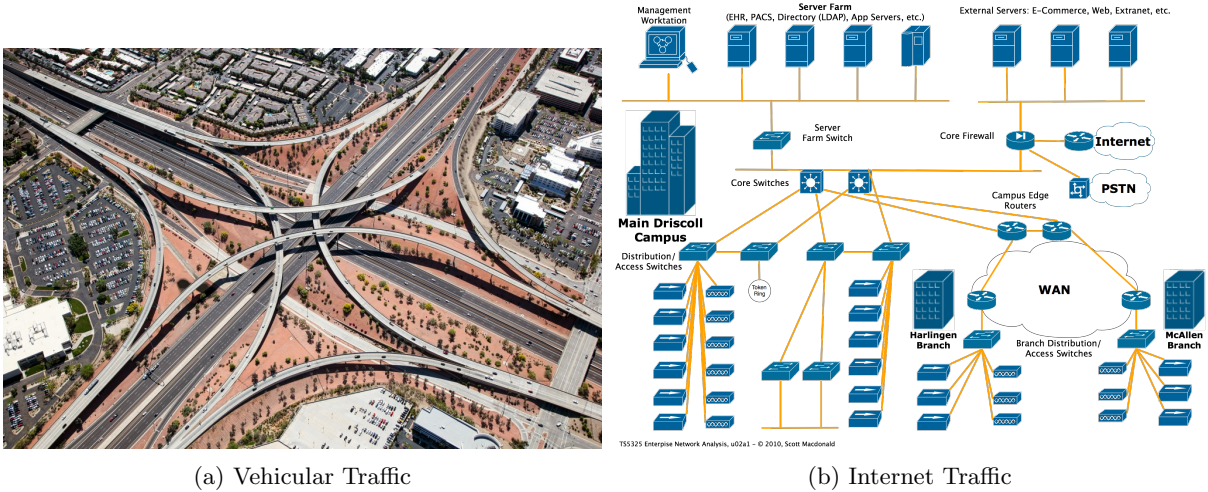 Management
Worktation
Server Farm
(EHR, PACS, Directory (LDAP), App Servers, etc.)
External Servers: E-Commerce, Web, Extranet, etc.
Server
Farm Switch
Core Firewall
Internet
PSTN
Core Switches
Campus Edge
Routers
Main Driscoll
Campus
Distribution/
Access Switches
Token
Ring
WAN
Harlingen
Branch
Branch Distribution/
Access Switches
McAllen
Branch
TS5325 Enterpise Network Analysis, u02a1 - © 2010, Scott Macdonald
(a) Vehicular Traffic
(b) Internet Traffic